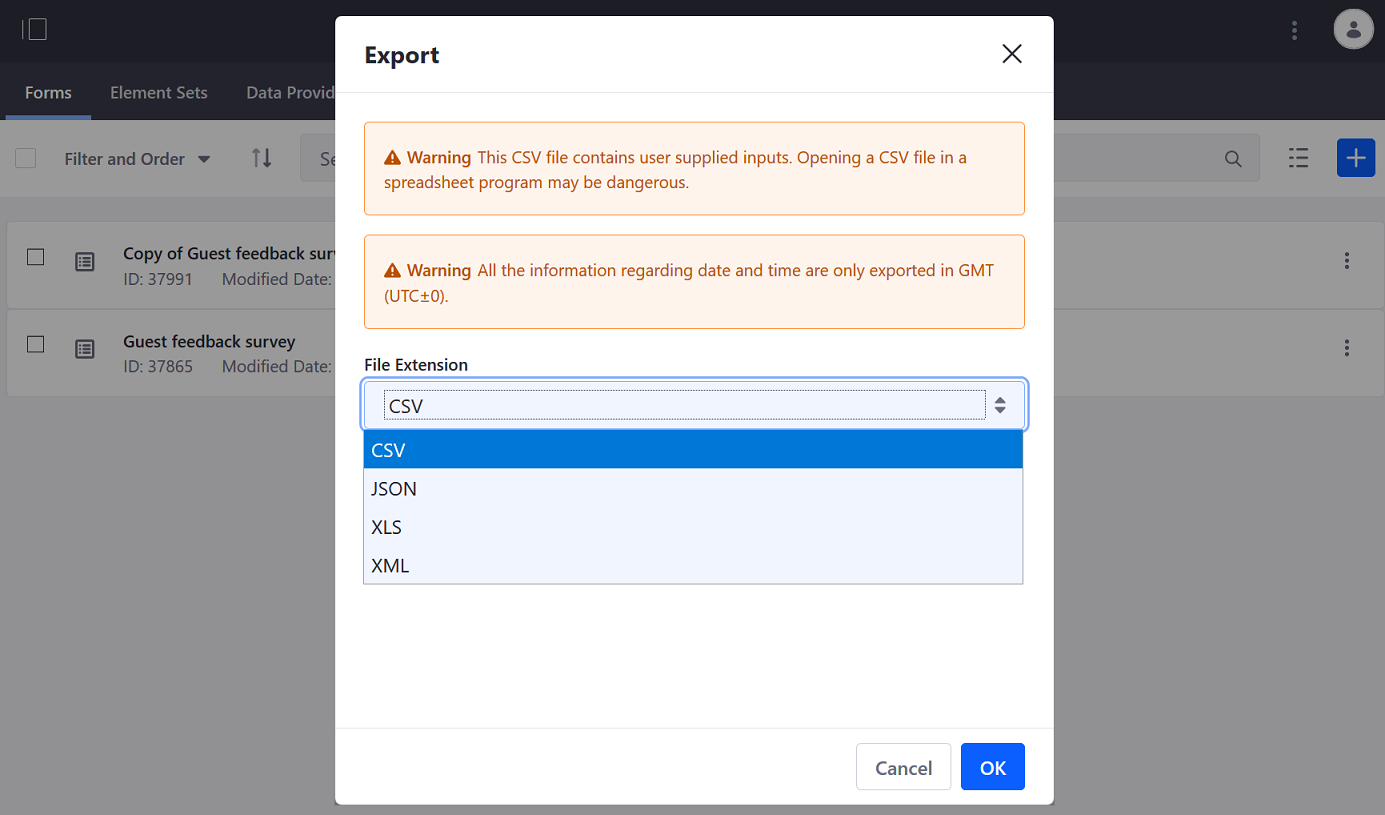 Export
Forms
Element Sets
Data Provid
Filter and Order
Se
Warning This CSV file contains user supplied inputs. Opening a CSV file in a
spreadsheet program may be dangerous.
Warning All the information regarding date and time are only exported in GMT
(UTC±0).
Copy of Guest feedback sur
ID: 37991 Modified Date:
Guest feedback survey
ID: 37865 Modified Date:
File Extension
CSV
CSV
JSON
XLS
XML
Cancel
OK